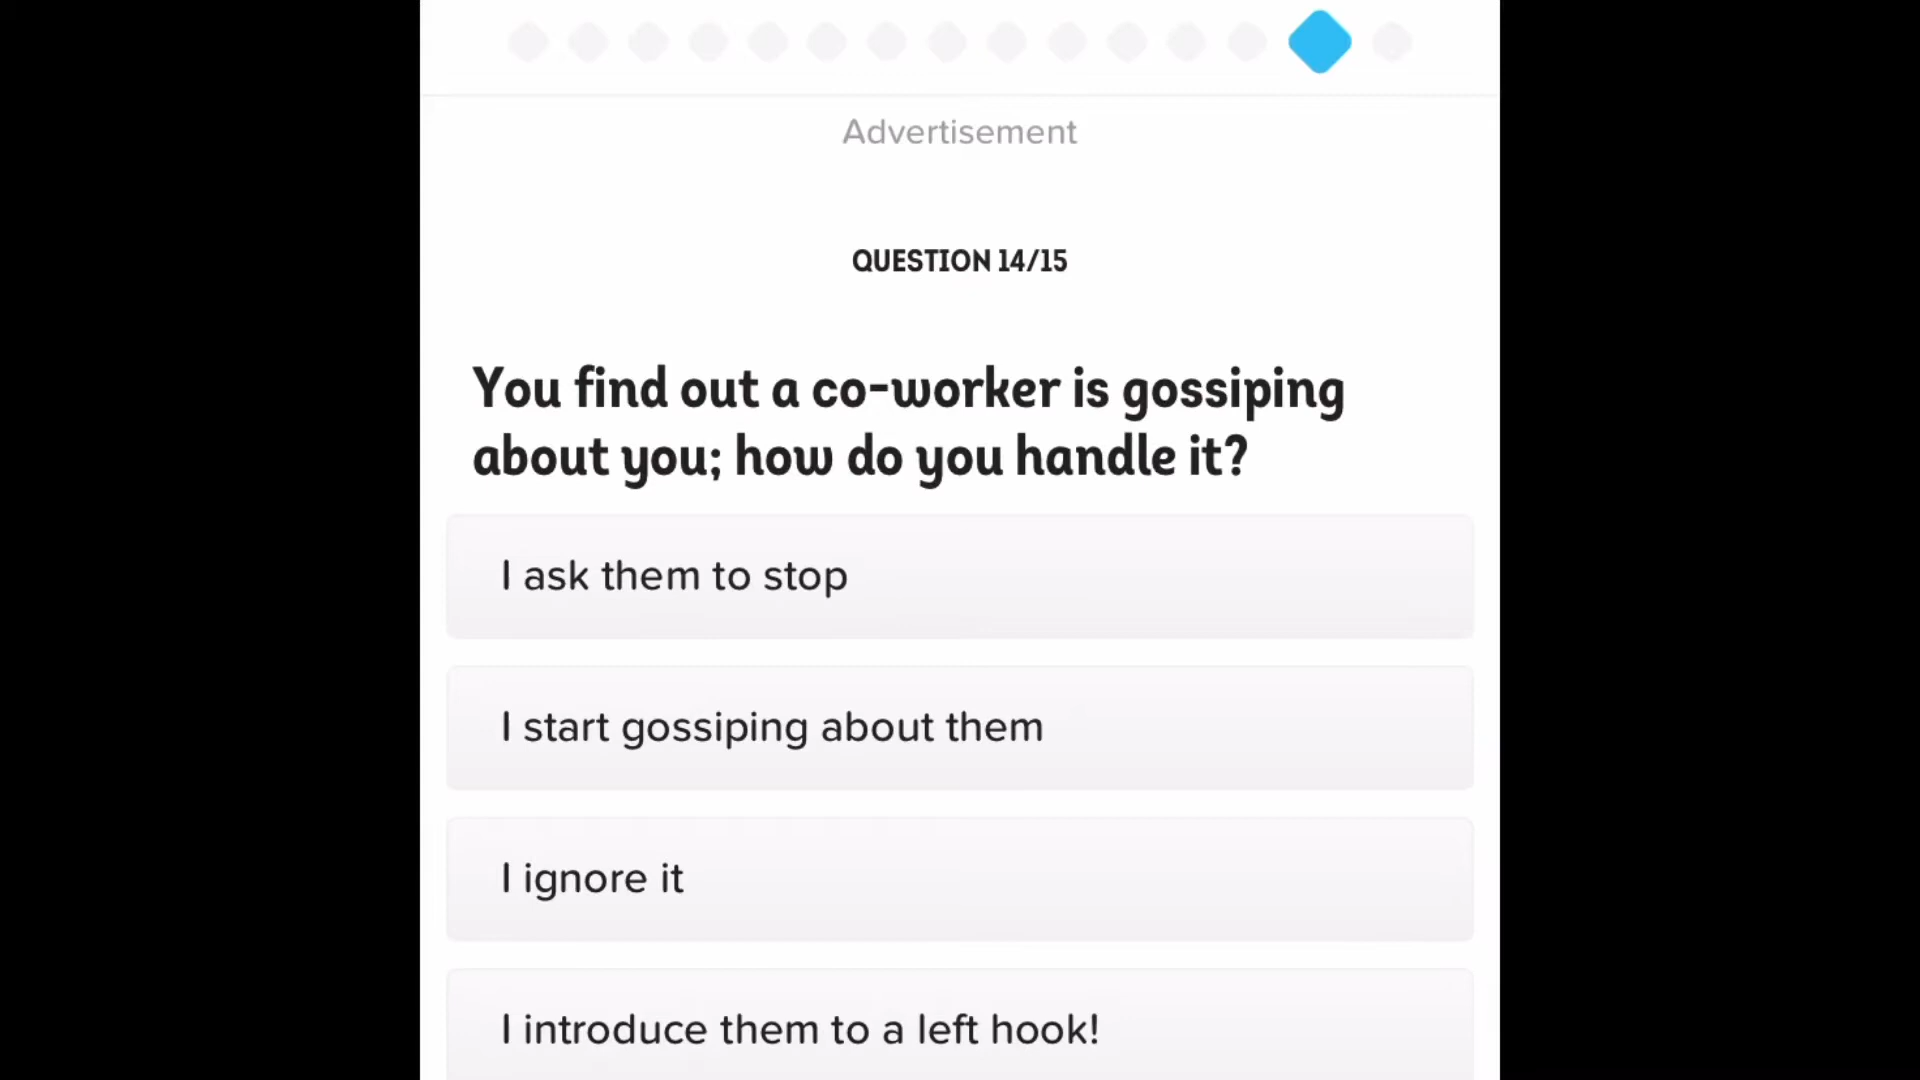 Advertisement
QUESTION 14/15
You find out a co-worker is gossiping
about you; how do you handle it?
I ask them to stop
I start gossiping about them
I ignore it
I introduce them to a left hook!